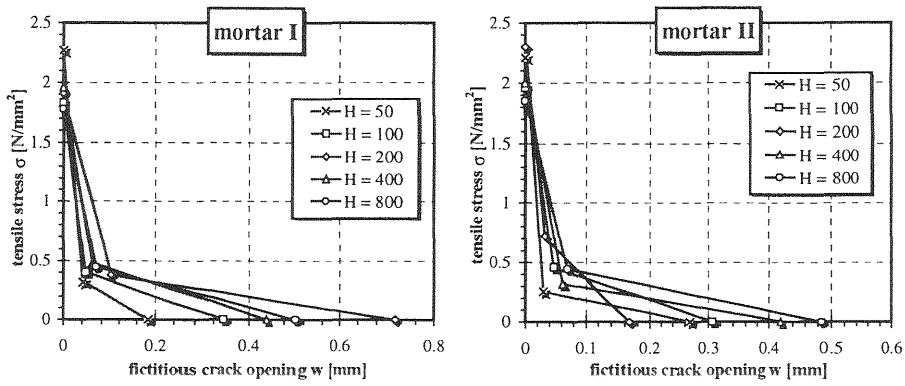 mortar I
2.5
2
1.5
1
0.5
0
tensile stress σ [N/mm²]
H = 50
H = 100
H = 200
H = 400
H = 800
0 0.2 0.4 0.6 0.8
fictitious crack opening w [mm]
mortar II
2.5
2
1.5
1
0.5
0
tensile stress σ [N/mm²]
H = 50
H = 100
H = 200
H = 400
H = 800
0 0.1 0.2 0.3 0.4 0.5 0.6
fictitious crack opening w [mm]